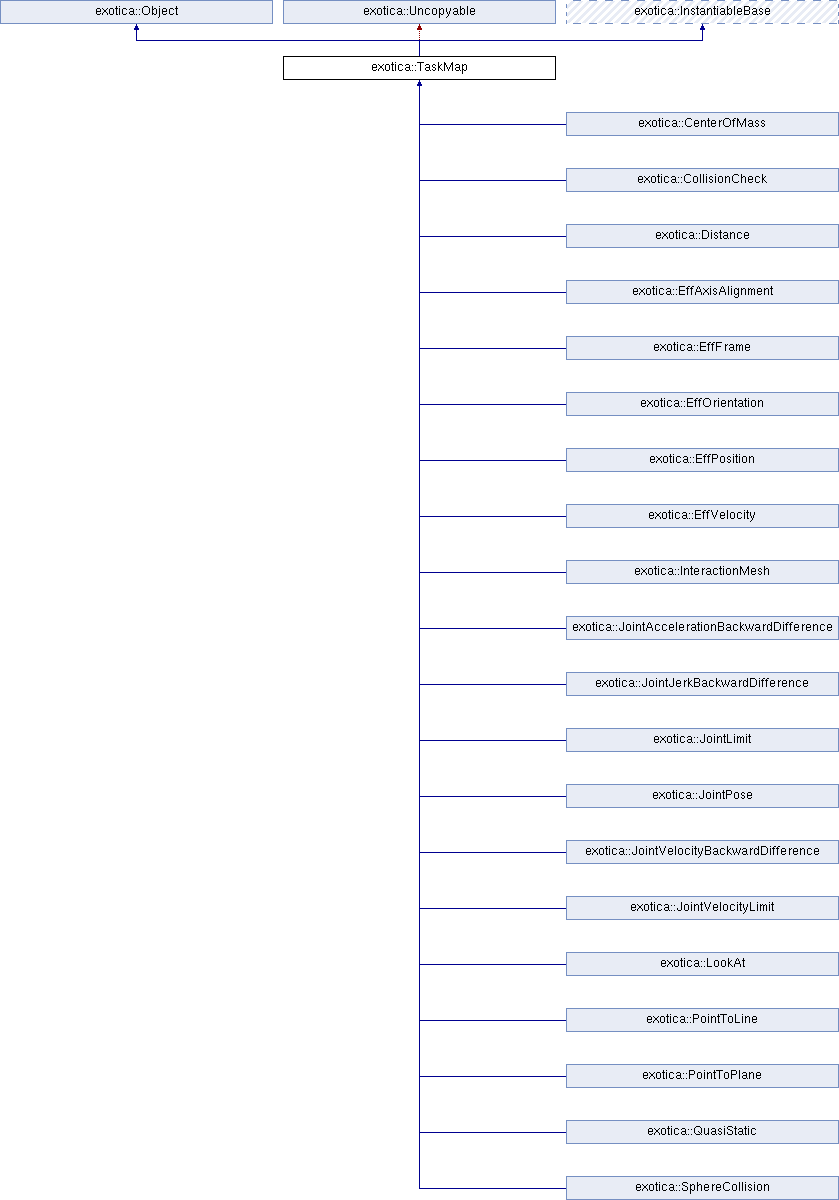 exotica::Object
exotica::Uncopyable
exotica::InstantiableBase
exotica::TaskMap
exotica::CenterOfMass
exotica::CollisionCheck
exotica::Distance
exotica::EffAxisAlignment
exotica::EffFrame
exotica::EffOrientation
exotica::EffPosition
exotica::EffVelocity
exotica::InteractionMesh
exotica::JointAccelerationBackwardDifference
exotica::JointJerkBackwardDifference
exotica::JointLimit
exotica::JointPose
exotica::JointVelocityBackwardDifference
exotica::JointVelocityLimit
exotica::LookAt
exotica::PointToLine
exotica::PointToPlane
exotica::QuasiStatic
exotica::SphereCollision